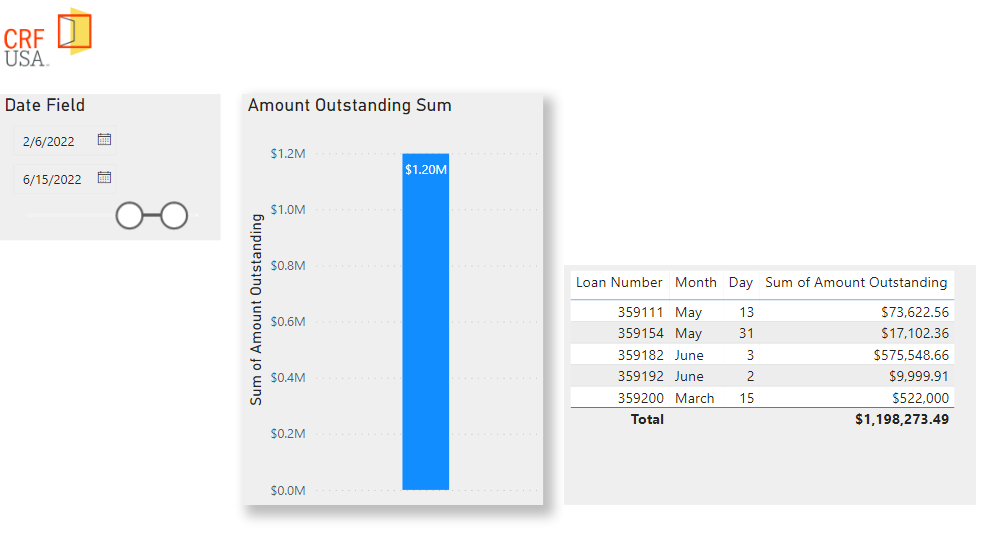 CRF
USA
Date Field
2/6/2022
6/15/2022
Amount Outstanding Sum
Sum of Amount Outstanding
$1.2M
$1.0M
$0.8M
$0.6M
$0.4M
$0.2M
$0.0M
$1.20M
Loan Number Month Day Sum of Amount Outstanding
359111 May 13 $73,622.56
359154 May 31 $17,102.36
359182 June 3 $575,548.66
359192 June 2 $9,999.91
359200 March 15 $522,000
Total $1,198,273.49